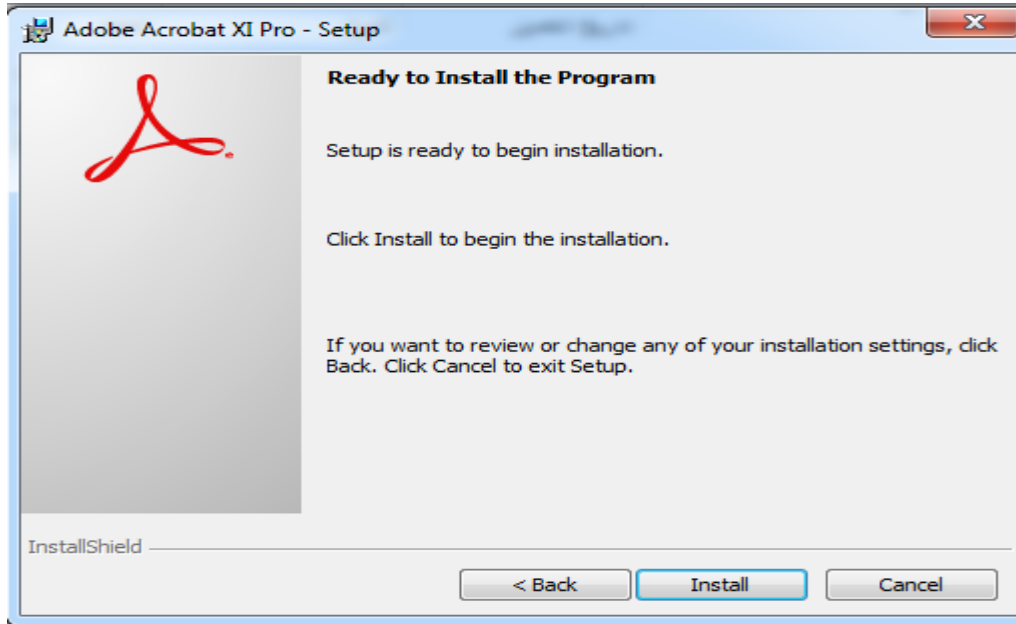 Adobe Acrobat XI Pro - Setup
Ready to Install the Program
Setup is ready to begin installation.
Click Install to begin the installation.
If you want to review or change any of your installation settings, click
Back. Click Cancel to exit Setup.
InstallShield
< Back
Install
Cancel